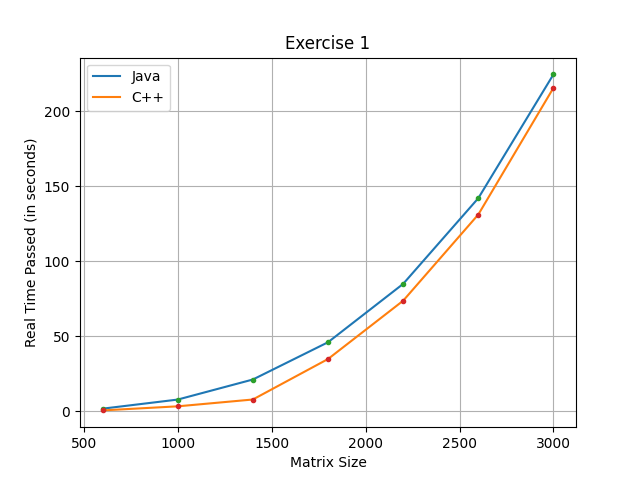 Exercise 1
Java
C++
Real Time Passed (in seconds)
200
150
100
50
0
500 1000 1500 2000 2500 3000
Matrix Size